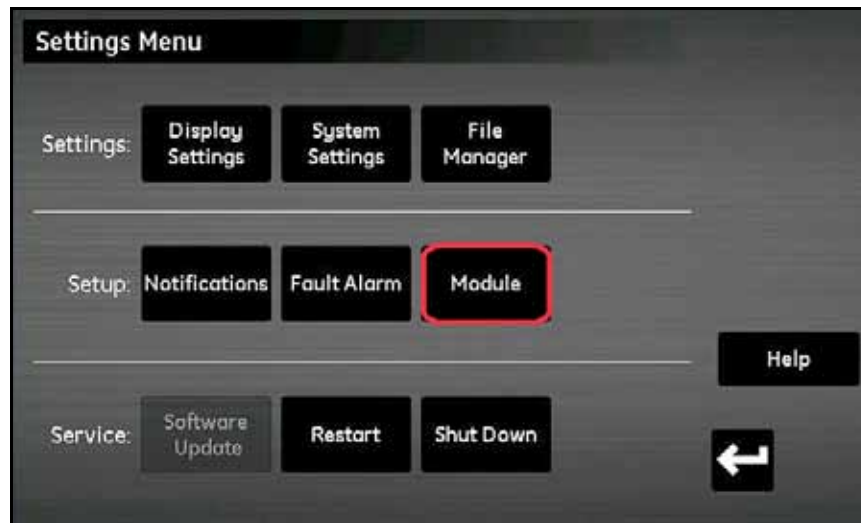 Settings Menu
Settings:
Display
Settings
System
Settings
File
Manager
Setup:
Notifications
Fault Alarm
Module
Help
Service:
Software
Update
Restart
Shut Down